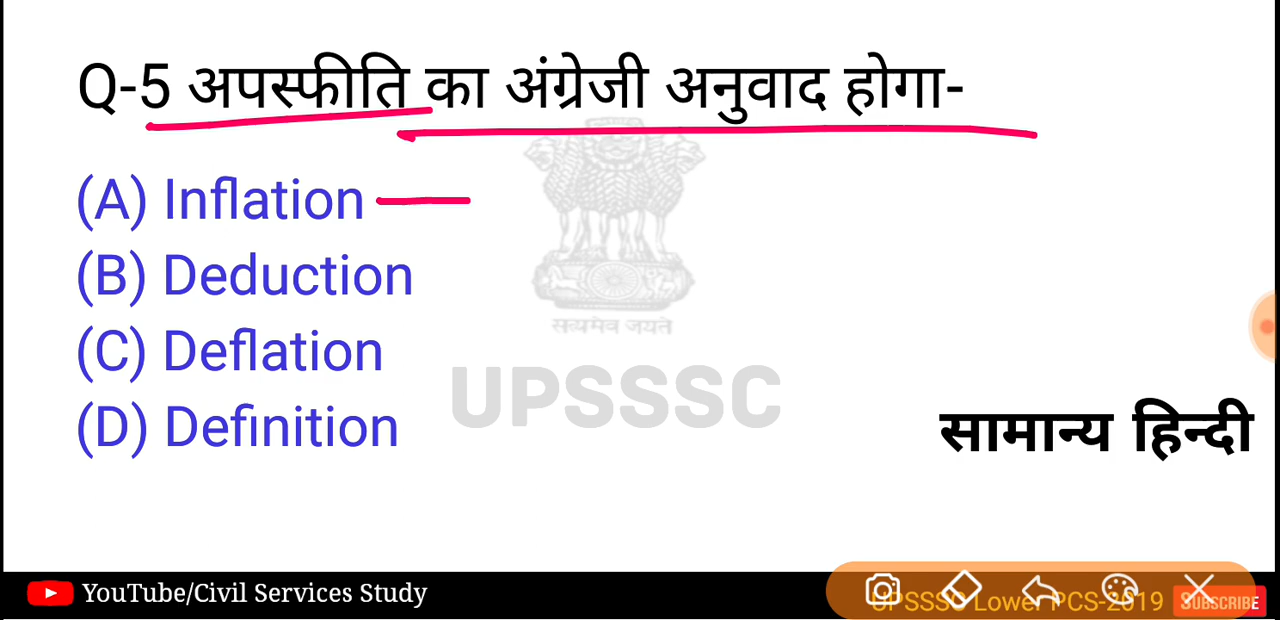 Q-5 अपस्फीति का अंग्रेजी अनुवाद होगा-
(A) Inflation
(B) Deduction
(C) Deflation
(D) Definition
सत्यमेव जयते
UPSSSC
सामान्य हिन्दी
YouTube/Civil Services Study
UPSSSC Lower PCS-2019
SUBSCRIBE